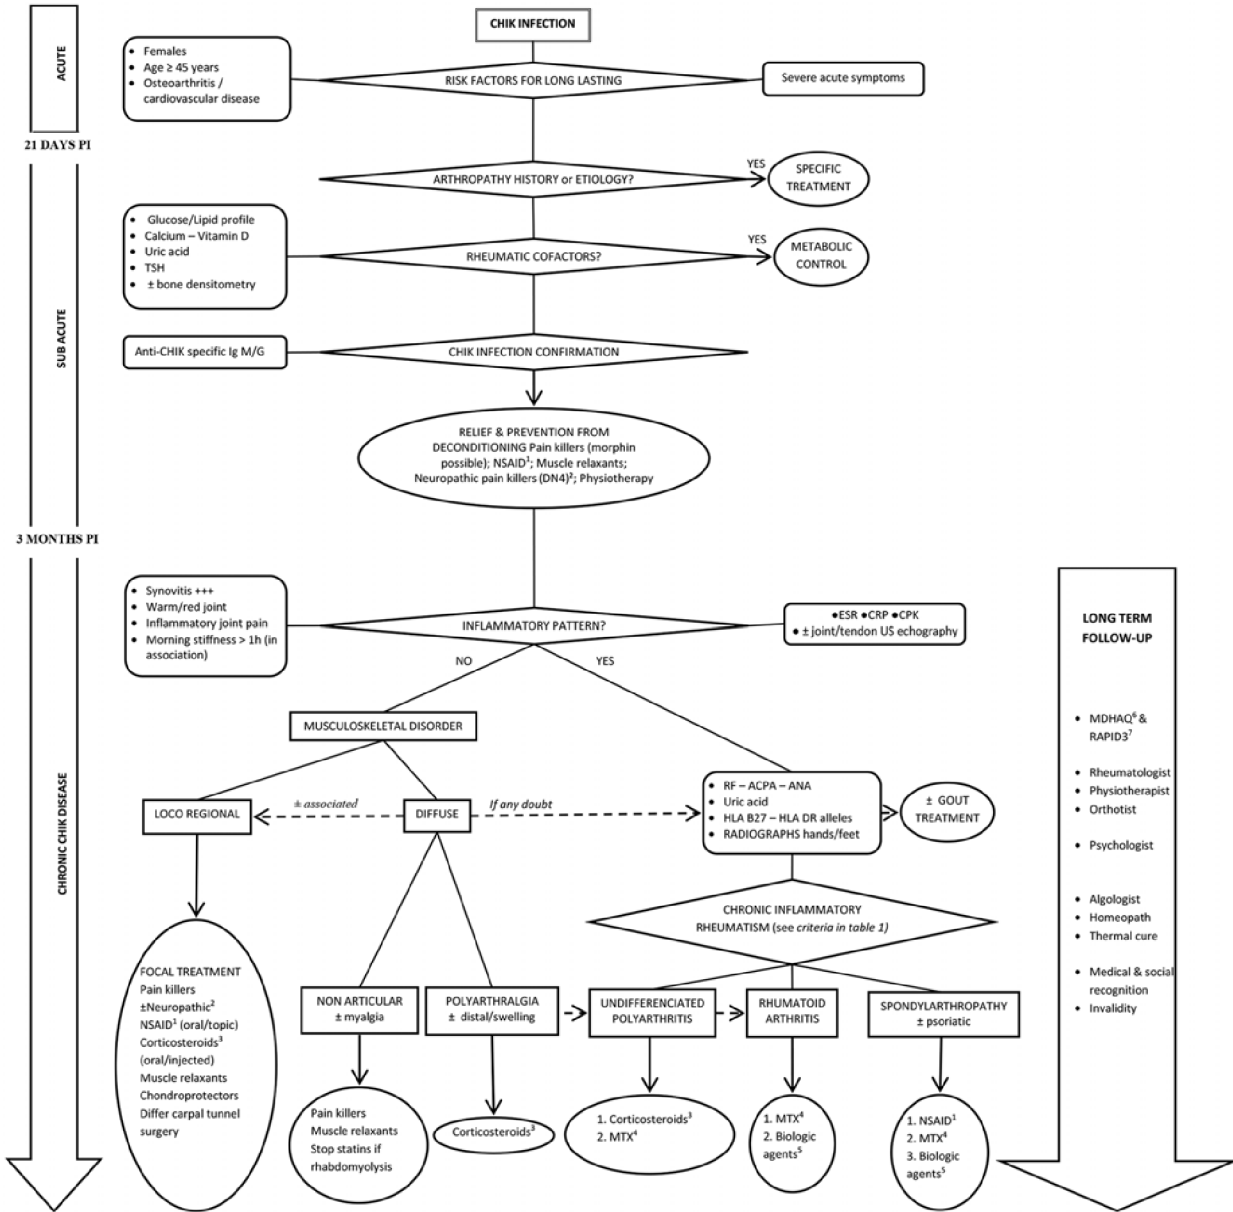 CHIK INFECTION
ACUTE
• Females
• Age ≥ 45 years
• Osteoarthritis /
cardiovascular disease
RISK FACTORS FOR LONG LASTING
Severe acute symptoms
21 DAYS PI
ARTHROPATHY HISTORY or ETIOLOGY?
YES
SPECIFIC
TREATMENT
SUB ACUTE
• Glucose/Lipid profile
• Calcium – Vitamin D
• Uric acid
• TSH
• ± bone densitometry
RHEUMATIC COFACTORS?
YES
METABOLIC
CONTROL
Anti-CHIK specific Ig M/G
CHIK INFECTION CONFIRMATION
RELIEF & PREVENTION FROM
DECONDITIONING Pain killers (morphin
possible); NSAID¹; Muscle relaxants;
Neuropathic pain killers (DN4)²; Physiotherapy
3 MONTHS PI
CHRONIC CHIK DISEASE
• Synovitis +++
• Warm/red joint
• Inflammatory joint pain
• Morning stiffness > 1h (in
association)
INFLAMMATORY PATTERN?
•ESR •CRP •CPK
• ± joint/tendon US echography
NO
YES
MUSCULOSKELETAL DISORDER
LOCO REGIONAL
± associated
DIFFUSE
If any doubt
• RF – ACPA – ANA
• Uric acid
• HLA B27 – HLA DR alleles
• RADIOGRAPHS hands/feet
± GOUT
TREATMENT
CHRONIC INFLAMMATORY
RHEUMATISM (see criteria in table 1)
NON ARTICULAR
± myalgia
POLYARTHRALGIA
± distal/swelling
UNDIFFERENCIATED
POLYARTHRITIS
RHUMATOID
ARTHRITIS
SPONDYLARTHROPATHY
± psoriatic
FOCAL TREATMENT
Pain killers
±Neuropathic²
NSAID¹ (oral/topic)
Corticosteroids³
(oral/injected)
Muscle relaxants
Chondroprotectors
Differ carpal tunnel
surgery
Pain killers
Muscle relaxants
Stop statins if
rhabdomyolysis
Corticosteroids³
1. Corticosteroids³
2. MTX⁴
1. MTX⁴
2. Biologic
agents⁵
1. NSAID¹
2. MTX⁴
3. Biologic
agents⁵
LONG TERM
FOLLOW-UP
• MDHAQ⁶ &
RAPID3⁷
• Rheumatologist
• Physiotherapist
• Orthotist
• Psychologist
• Algologist
• Homeopath
• Thermal cure
• Medical & social
recognition
• Invalidity